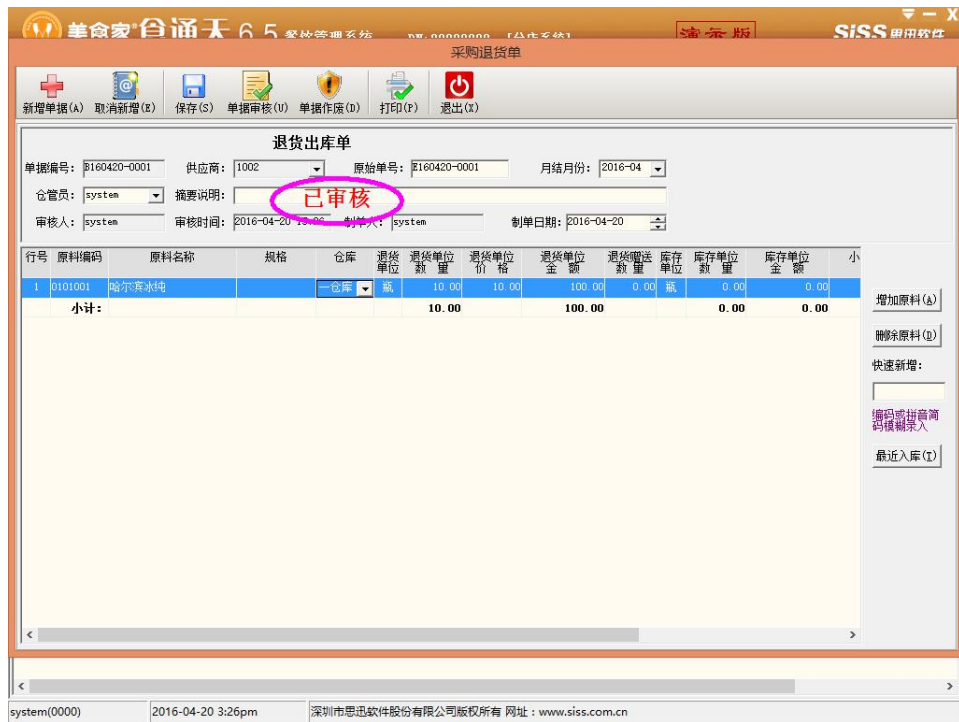 美食家 食通天 6.5 餐饮管理系统 演示版 SiSS 思迅软件
采购退货单
新增单据(A) 取消新增(E) 保存(S) 单据审核(U) 单据作废(D) 打印(P) 退出(X)
退货出库单
单据编号: B160420-0001 供应商: 1002 原始单号: E160420-0001 月结月份: 2016-04
仓管员: system 摘要说明: 已审核
审核人: system 审核时间: 2016-04-20 制单人: system 制单日期: 2016-04-20
行号 原料编码 原料名称 规格 仓库 退货单位 退货单位数量 退货单位价格 退货单位金额 退货赠送数量 库存单位 库存单位数量 库存单位金额 小
1 0101001 哈尔滨冰纯 一仓库 瓶 10.00 10.00 100.00 0.00 瓶 0.00 0.00
小计: 10.00 100.00 0.00 0.00
增加原料(A)
删除原料(D)
快速新增:
编码或拼音简
码模糊录入
最近入库(I)
system(0000) 2016-04-20 3:26pm 深圳市思迅软件股份有限公司版权所有 网址:www.siss.com.cn